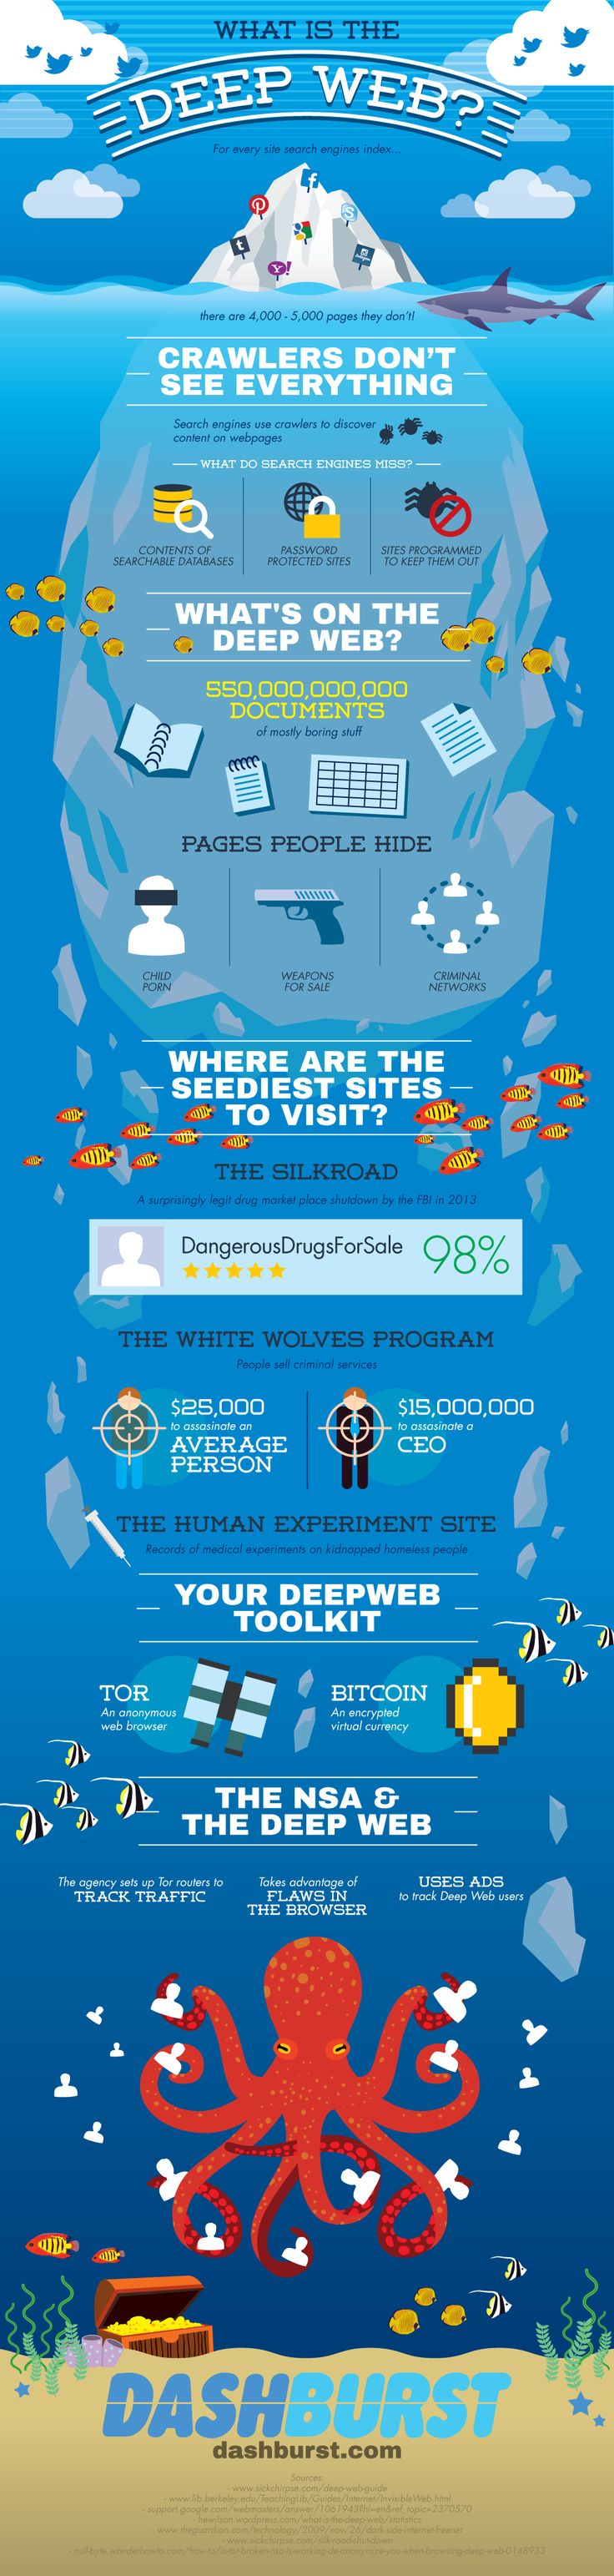 WHAT IS THE
DEEP WEB?
For every site search engines index...
there are 4,000 - 5,000 pages they don't!
CRAWLERS DON'T
SEE EVERYTHING
Search engines use crawlers to discover
content on webpages
WHAT DO SEARCH ENGINES MISS?
CONTENTS OF
SEARCHABLE DATABASES
PASSWORD
PROTECTED SITES
SITES PROGRAMMED
TO KEEP THEM OUT
WHAT'S ON THE
DEEP WEB?
550,000,000,000
DOCUMENTS
of mostly boring stuff
PAGES PEOPLE HIDE
CHILD
PORN
WEAPONS
FOR SALE
CRIMINAL
NETWORKS
WHERE ARE THE
SEEDIEST SITES
TO VISIT?
THE SILKROAD
A surprisingly legit drug market place shutdown by the FBI in 2013
DangerousDrugsForSale
98%
THE WHITE WOLVES PROGRAM
People sell criminal services
$25,000
to assasinate an
AVERAGE
PERSON
$15,000,000
to assasinate a
CEO
THE HUMAN EXPERIMENT SITE
Records of medical experiments on kidnapped homeless people
YOUR DEEPWEB
TOOLKIT
TOR
An anonymous
web browser
BITCOIN
An encrypted
virtual currency
THE NSA &
THE DEEP WEB
The agency sets up Tor routers to
TRACK TRAFFIC
Takes advantage of
FLAWS IN
THE BROWSER
USES ADS
to track Deep Web users
DASHBURST
dashburst.com
Sources:
- www.sickchirpse.com/deep-web-guide
- www.lib.berkeley.edu/TeachingLib/Guides/Internet/InvisibleWeb.html
- support.google.com/webmasters/answer/1061943?hl=en&ref_topic=2370570
- hewilson.wordpress.com/what-is-the-deep-web/statistics
- www.theguardian.com/technology/2009/nov/26/dark-side-internet-freenet
- www.sickchirpse.com/silk-road-shutdown